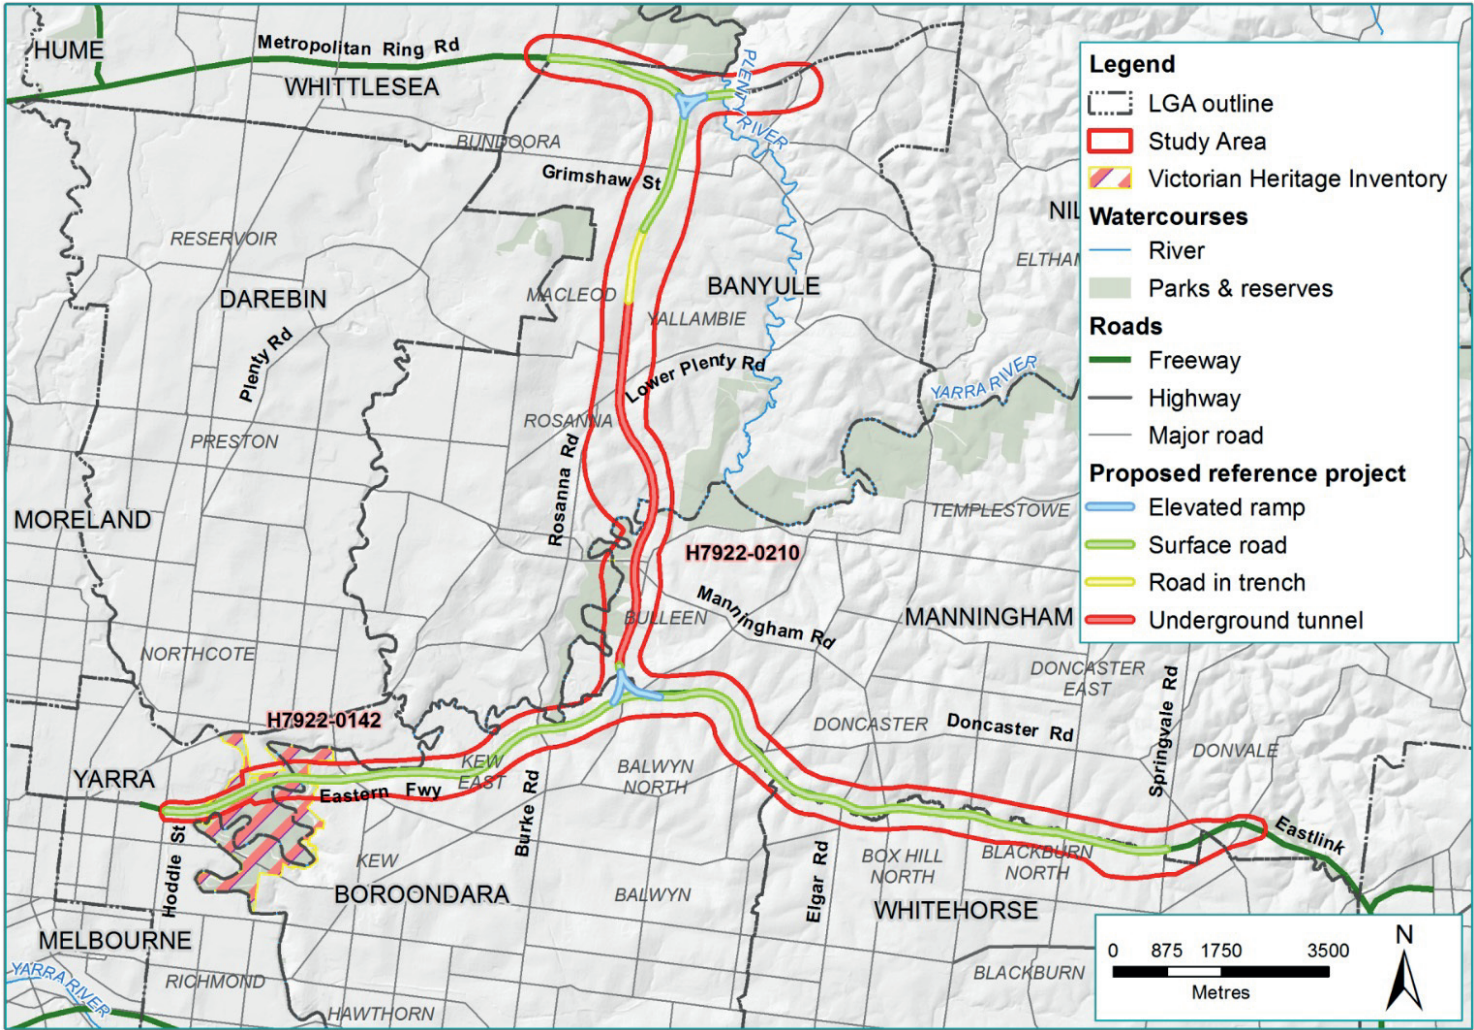 HUME
Metropolitan Ring Rd
WHITTLESEA
PLENTY RIVER
BUNDOORA
Grimshaw St
RESERVOIR
DAREBIN
MACLEOD
BANYULE
YALLAMBIE
Plenty Rd
Lower Plenty Rd
ROSANNA
PRESTON
Rosanna Rd
YARRA RIVER
ELTHAM
NIL
MORELAND
TEMPLESTOWE
H7922-0210
Manningham Rd
MANNINGHAM
BULLEEN
NORTHCOTE
DONCASTER
EAST
H7922-0142
DONCASTER
Doncaster Rd
Springvale Rd
DONVALE
YARRA
KEW
EAST
BALWYN
NORTH
Eastern Fwy
Burke Rd
Hoddle St
KEW
BOROONDARA
BALWYN
Elgar Rd
BOX HILL
NORTH
BLACKBURN
NORTH
Eastlink
WHITEHORSE
MELBOURNE
YARRA RIVER
RICHMOND
HAWTHORN
BLACKBURN
Legend
LGA outline
Study Area
Victorian Heritage Inventory
Watercourses
River
Parks & reserves
Roads
Freeway
Highway
Major road
Proposed reference project
Elevated ramp
Surface road
Road in trench
Underground tunnel
0 875 1750 3500
Metres
N